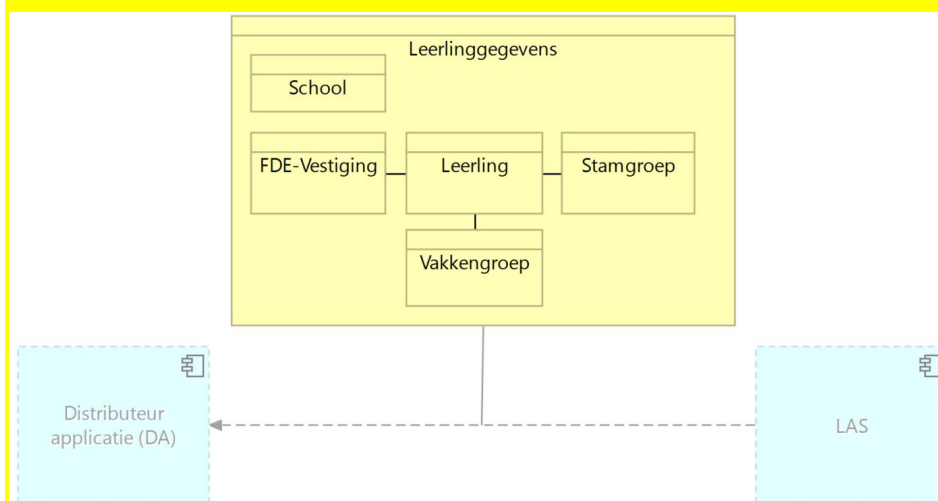 Leerlinggegevens
School
FDE-Vestiging
Leerling
Stamgroep
Vakkengroep
Distributeur
applicatie (DA)
LAS